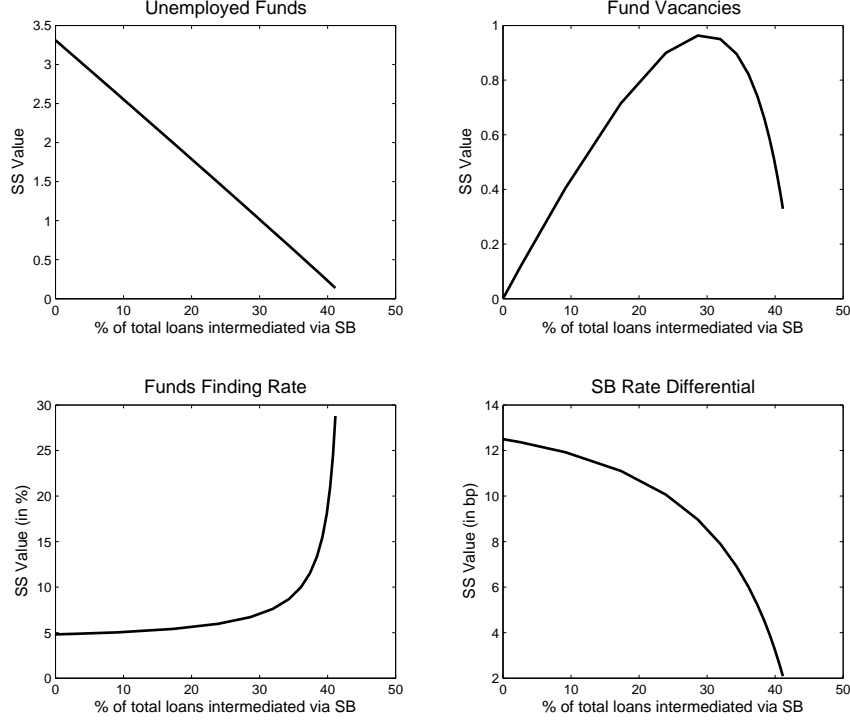 Unemployed Funds
3.5
3
2.5
2
1.5
1
0.5
0
SS Value
0 10 20 30 40 50
% of total loans intermediated via SB
Fund Vacancies
1
0.8
0.6
0.4
0.2
0
SS Value
0 10 20 30 40 50
% of total loans intermediated via SB
Funds Finding Rate
30
25
20
15
10
5
0
SS Value (in %)
0 10 20 30 40 50
% of total loans intermediated via SB
SB Rate Differential
14
12
10
8
6
4
2
SS Value (in bp)
0 10 20 30 40 50
% of total loans intermediated via SB